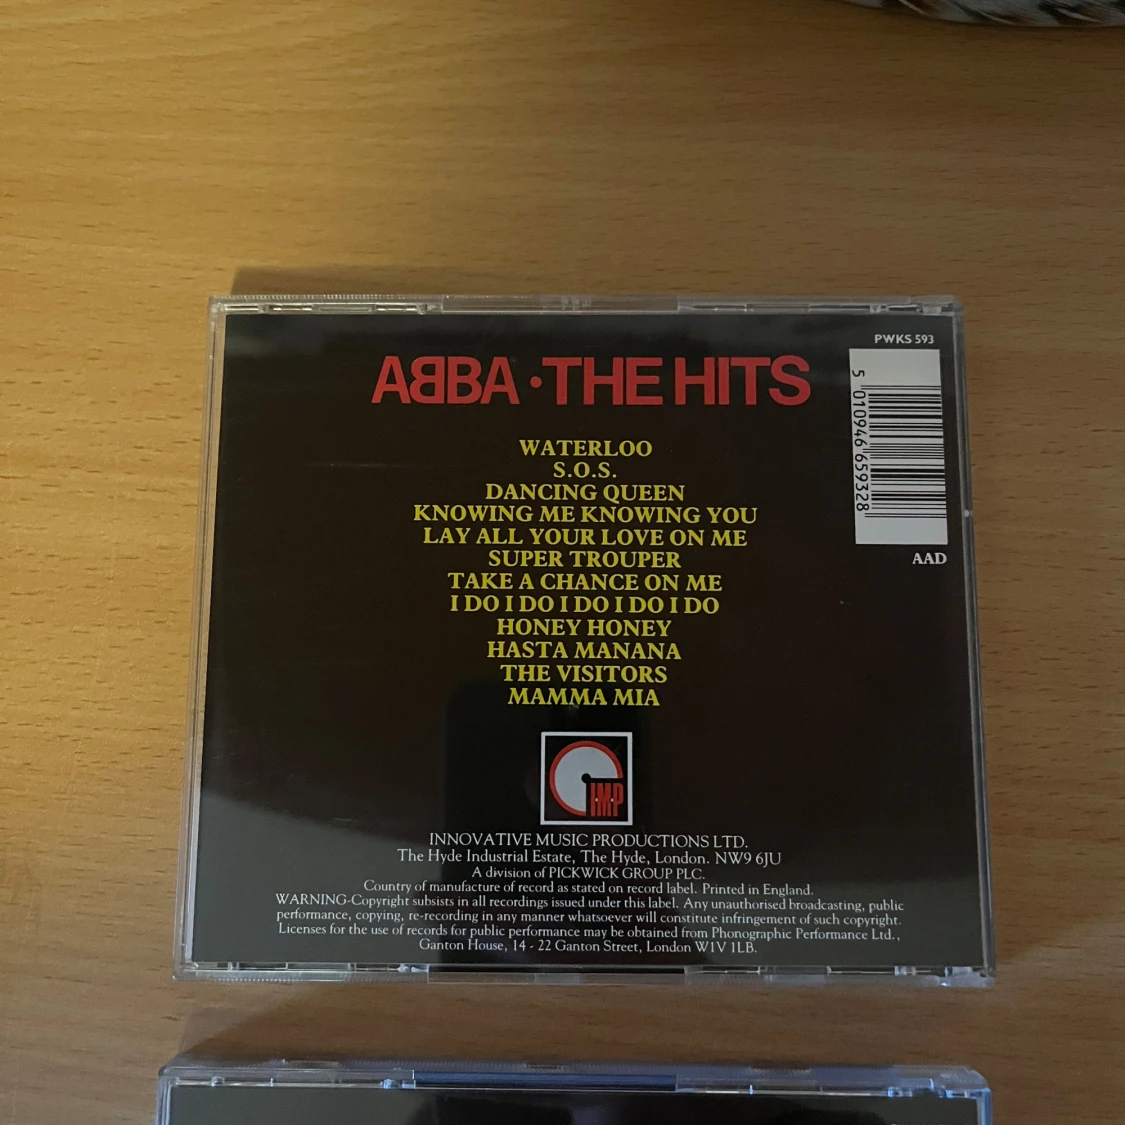 PWKS 593
ABBA · THE HITS
5 010946 659328
AAD
WATERLOO
S.O.S.
DANCING QUEEN
KNOWING ME KNOWING YOU
LAY ALL YOUR LOVE ON ME
SUPER TROUPER
TAKE A CHANCE ON ME
I DO I DO I DO I DO I DO
HONEY HONEY
HASTA MANANA
THE VISITORS
MAMMA MIA
IMP
INNOVATIVE MUSIC PRODUCTIONS LTD.
The Hyde Industrial Estate, The Hyde, London. NW9 6JU
A division of PICKWICK GROUP PLC.
Country of manufacture of record as stated on record label. Printed in England.
WARNING-Copyright subsists in all recordings issued under this label. Any unauthorised broadcasting, public
performance, copying, re-recording in any manner whatsoever will constitute infringement of such copyright.
Licenses for the use of records for public performance may be obtained from Phonographic Performance Ltd.,
Ganton House, 14 - 22 Ganton Street, London W1V 1LB.